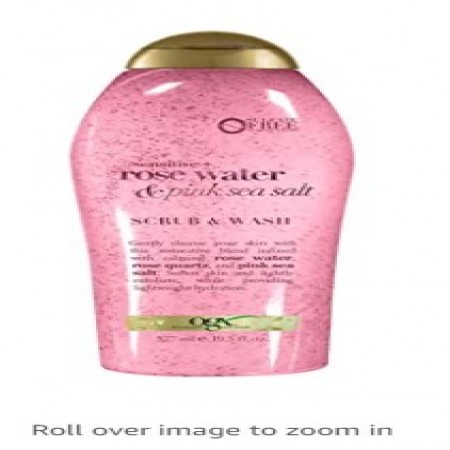 FREE
sensitive +
rose water
& pink sea salt
SCRUB & WASH
Gently cleanse your skin with
this restorative blend infused
with calming rose water,
rose quartz, and pink sea
salt. Soften skin and lightly
exfoliate, while providing
lightweight hydration.
ogx
577 ml e 19.5 fl. oz.
Roll over image to zoom in